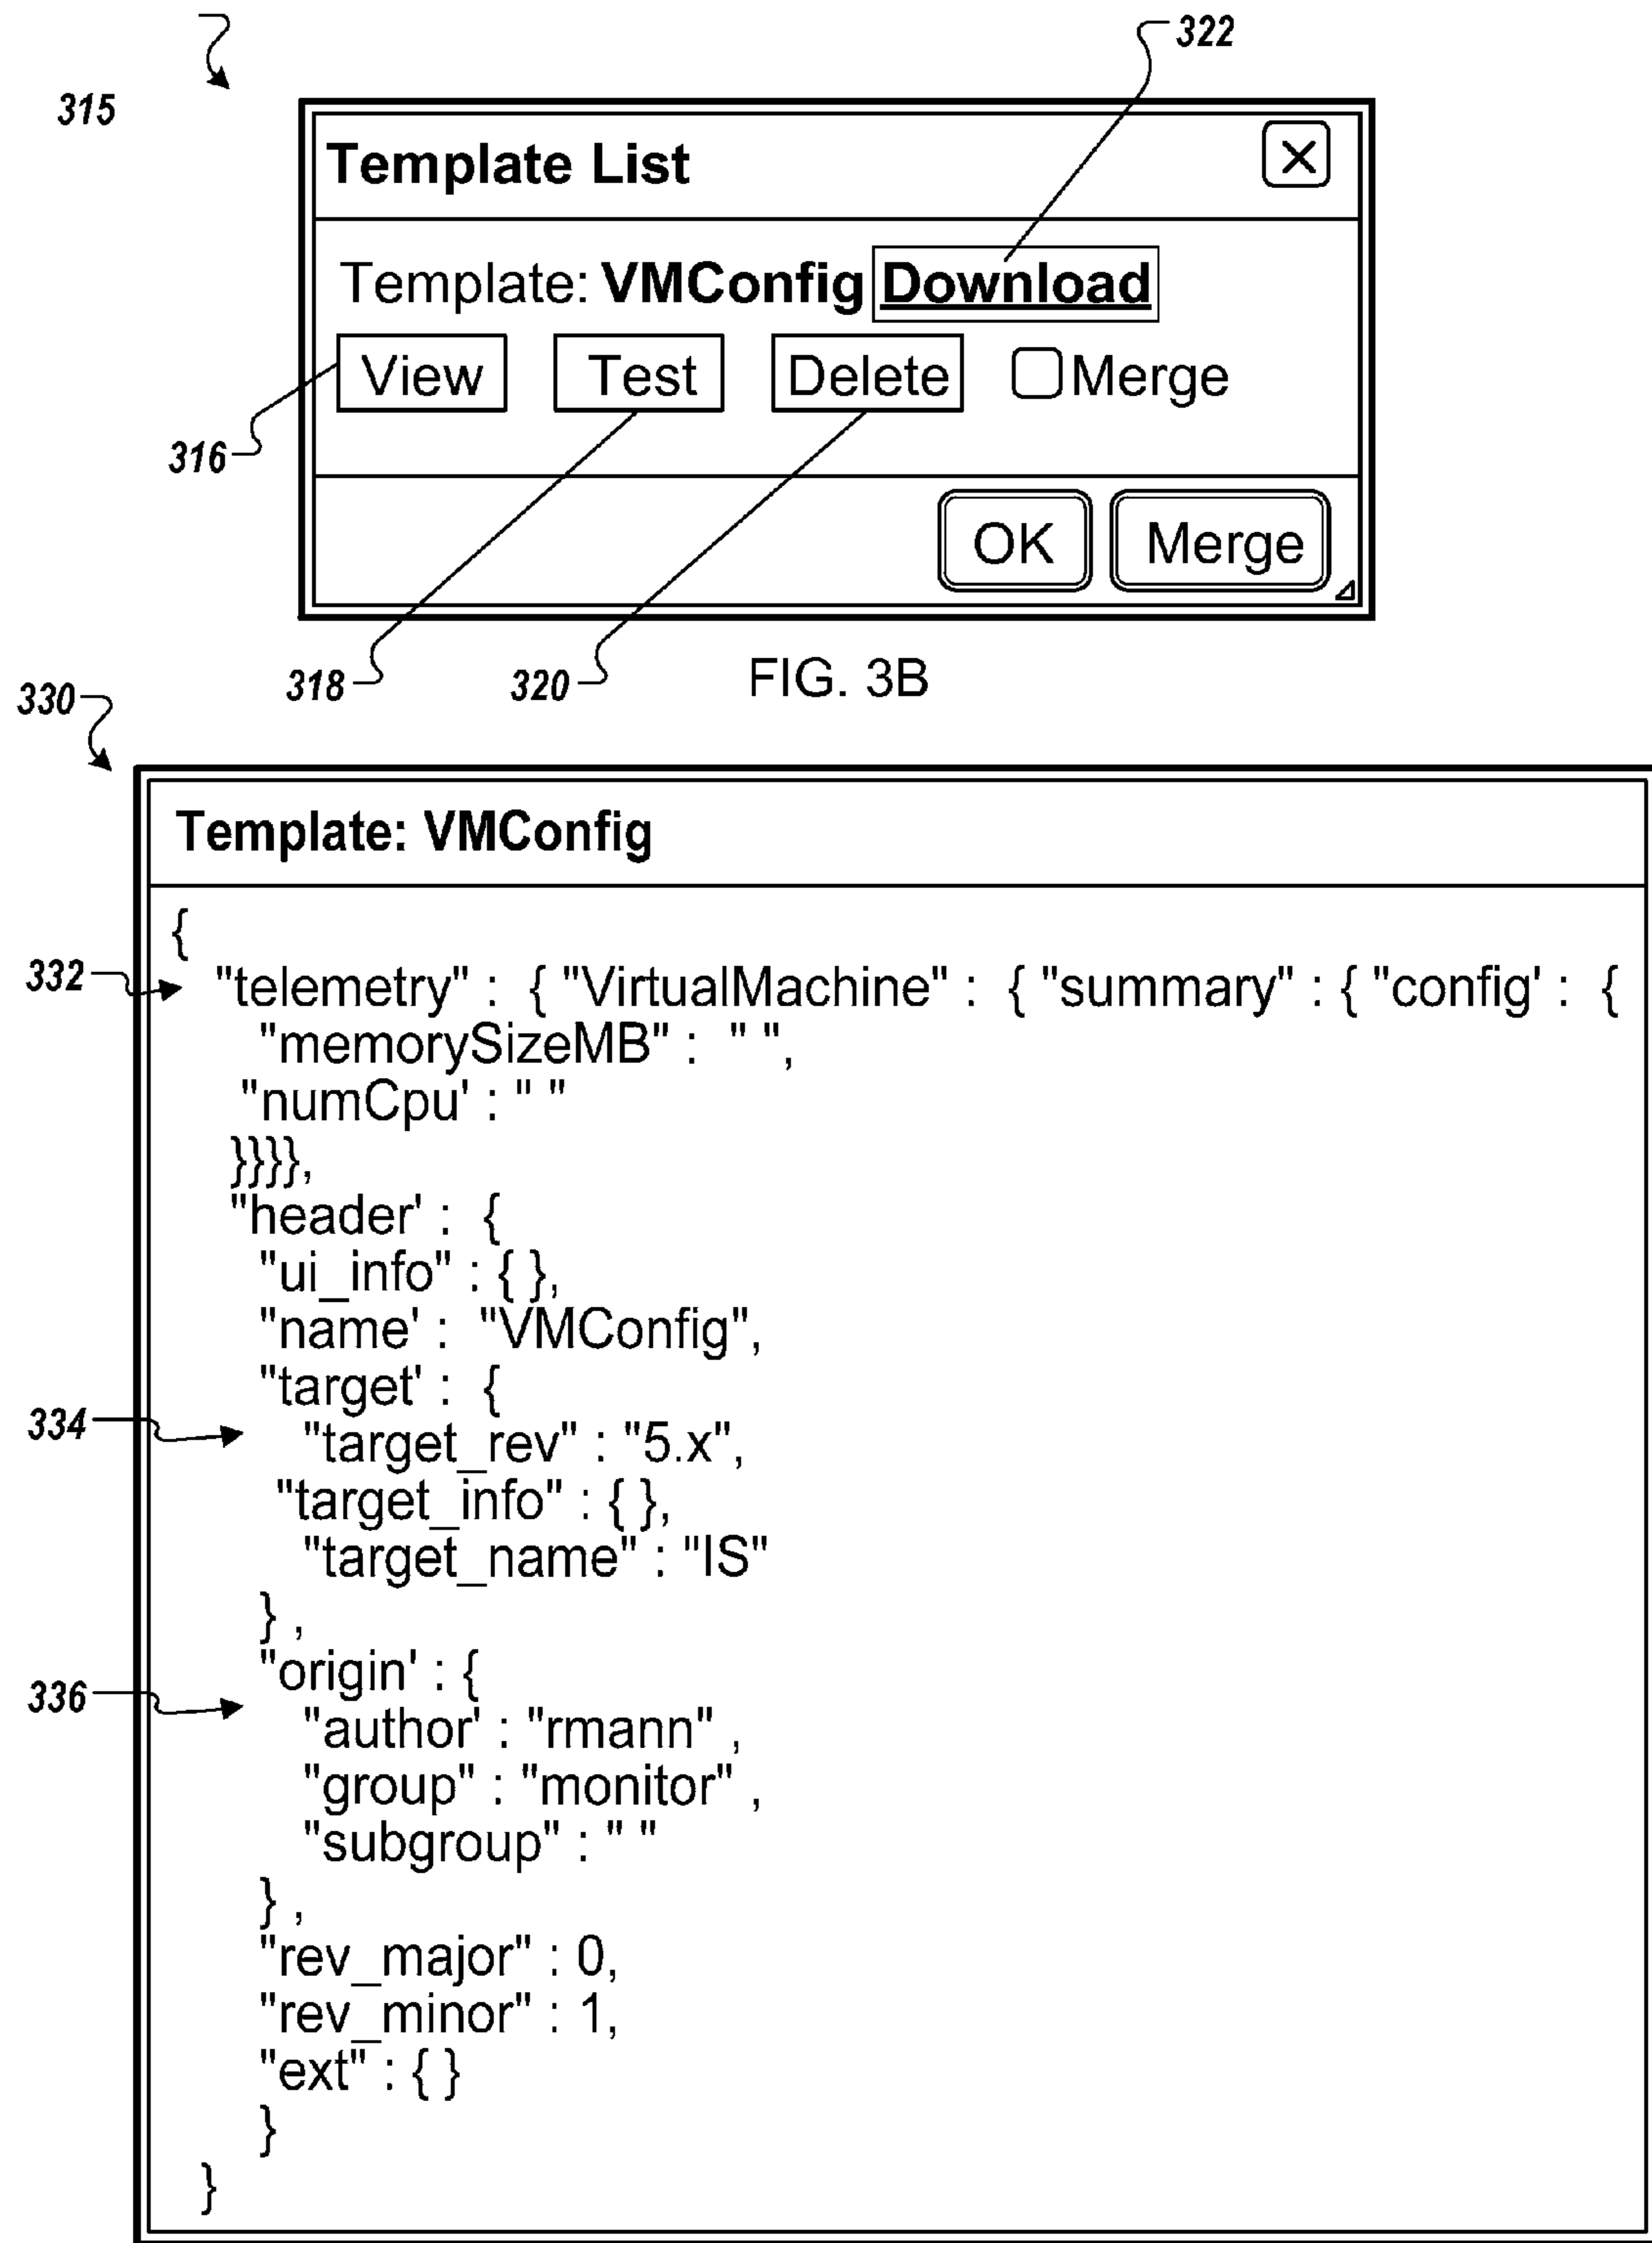 322
315
Template List
Template: VMConfig Download
View Test Delete Merge
316
OK Merge
318 320 FIG. 3B
330
Template: VMConfig
{
332 "telemetry" : { "VirtualMachine" : { "summary" : { "config' : {
"memorySizeMB" : " ",
"numCpu' : " "
}}}},
"header' : {
"ui_info" : { },
"name' : "VMConfig",
"target' : {
334 "target_rev" : "5.x",
"target_info" : { },
"target_name" : "IS"
} ,
"origin' : {
336
"author' : "rmann" ,
"group" : "monitor" ,
"subgroup" : " "
} ,
"rev_major" : 0,
"rev_minor" : 1,
"ext" : { }
}
}